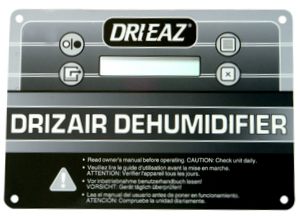 DRI-EAZ®
DRIZAIR DEHUMIDIFIER
• Read owner's manual before operating. CAUTION: Check unit daily.
• Veuillez lire le guide d'utilisation avant la mise en marche.
ATTENTION: Vérifier l'appareil tous les jours.
• Vor Inbetriebnahme Benutzerhandbuch lesen!
VORSICHT: Gerät täglich überprüfen!
• Lea el manual del usuario antes de poner en funcionamiento.
ATENCIÓN: Compruebe la unidad diariamente.